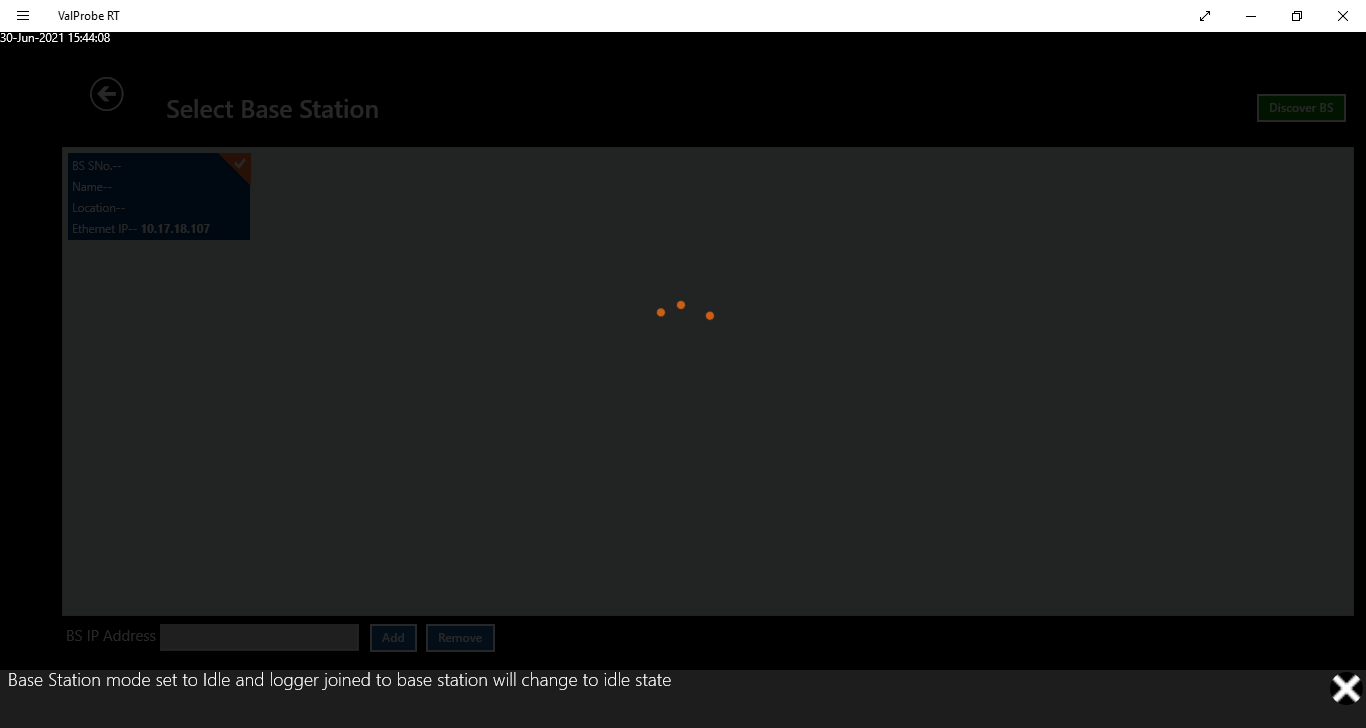 ValProbe RT
30-Jun-2021 15:44:08
Select Base Station
Discover BS
BS SNo.--
Name--
Location--
Ethernet IP-- 10.17.18.107
BS IP Address
Add
Remove
Base Station mode set to Idle and logger joined to base station will change to idle state